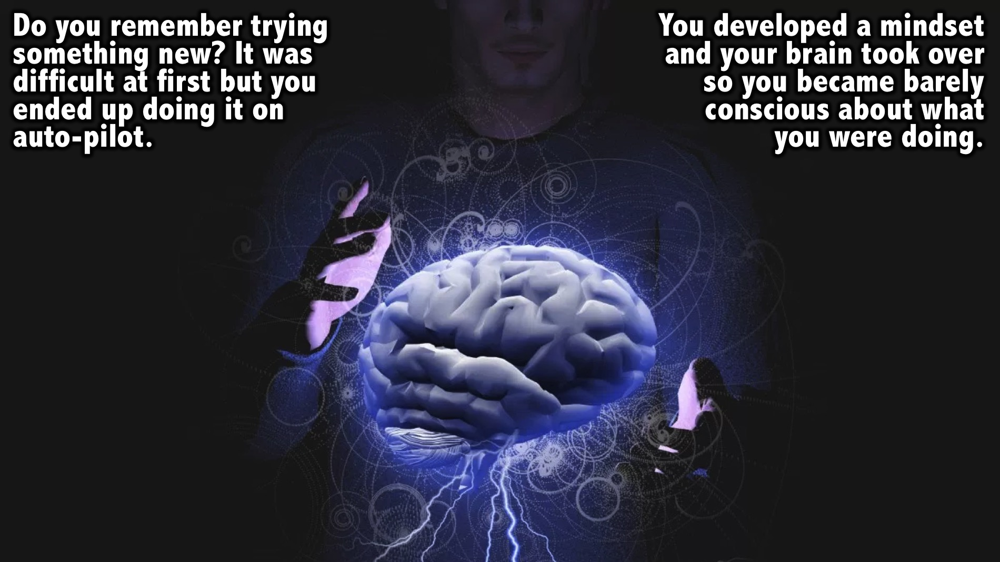 Do you remember trying
something new? It was
difficult at first but you
ended up doing it on
auto-pilot.
You developed a mindset
and your brain took over
so you became barely
conscious about what
you were doing.